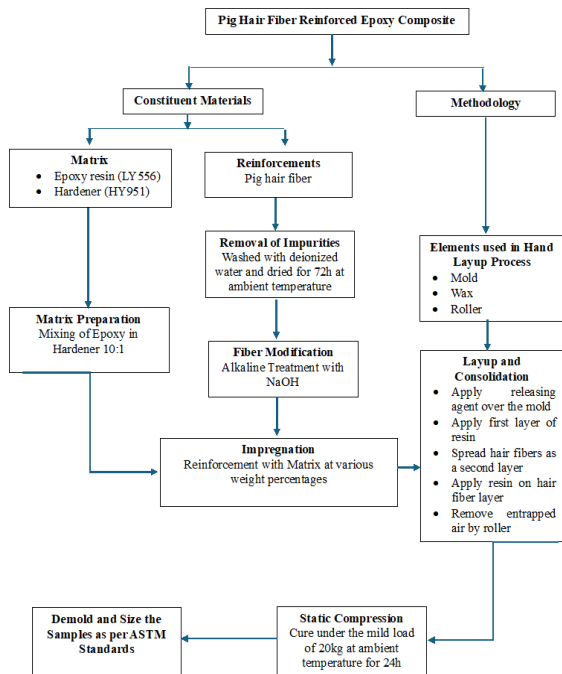 Pig Hair Fiber Reinforced Epoxy Composite
Constituent Materials
Methodology
Matrix
• Epoxy resin (LY556)
• Hardener (HY951)
Reinforcements
Pig hair fiber
Removal of Impurities
Washed with deionized
water and dried for 72h at
ambient temperature
Elements used in Hand
Layup Process
• Mold
• Wax
• Roller
Matrix Preparation
Mixing of Epoxy in
Hardener 10:1
Fiber Modification
Alkaline Treatment with
NaOH
Layup and
Consolidation
• Apply releasing
agent over the mold
• Apply first layer of
resin
• Spread hair fibers as
a second layer
• Apply resin on hair
fiber layer
• Remove entrapped
air by roller
Impregnation
Reinforcement with Matrix at various
weight percentages
Demold and Size the
Samples as per ASTM
Standards
Static Compression
Cure under the mild load
of 20kg at ambient
temperature for 24h